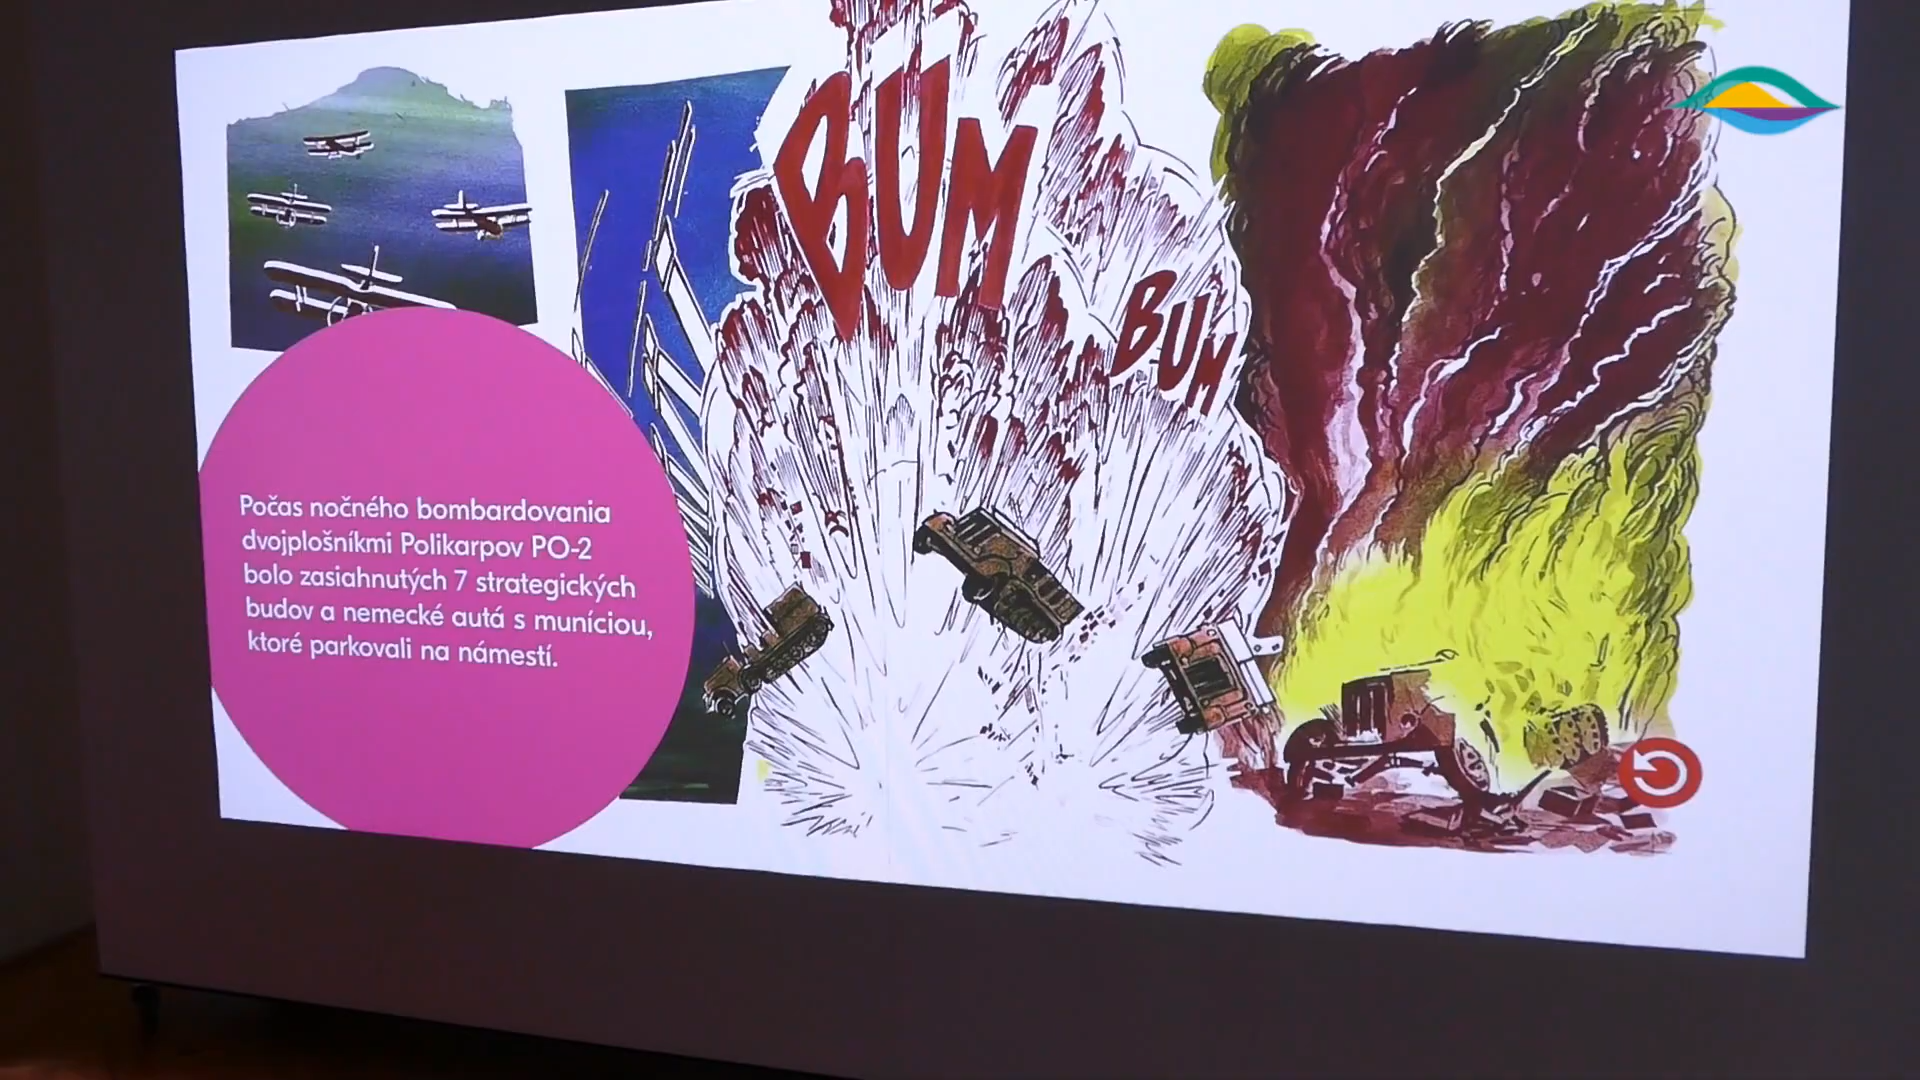 BUM
BUM
Počas nočného bombardovania
dvojplošníkmi Polikarpov PO-2
bolo zasiahnutých 7 strategických
budov a nemecké autá s muníciou,
ktoré parkovali na námestí.